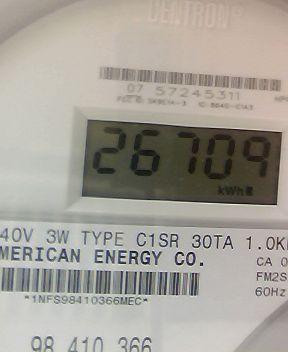 CENTRON®
07 57245311
26709
kWh
40V 3W TYPE C1SR 30TA 1.0K
MERICAN ENERGY CO.
CA 0
FM2S
60Hz
*1NFS98410366MEC*
98 410 366